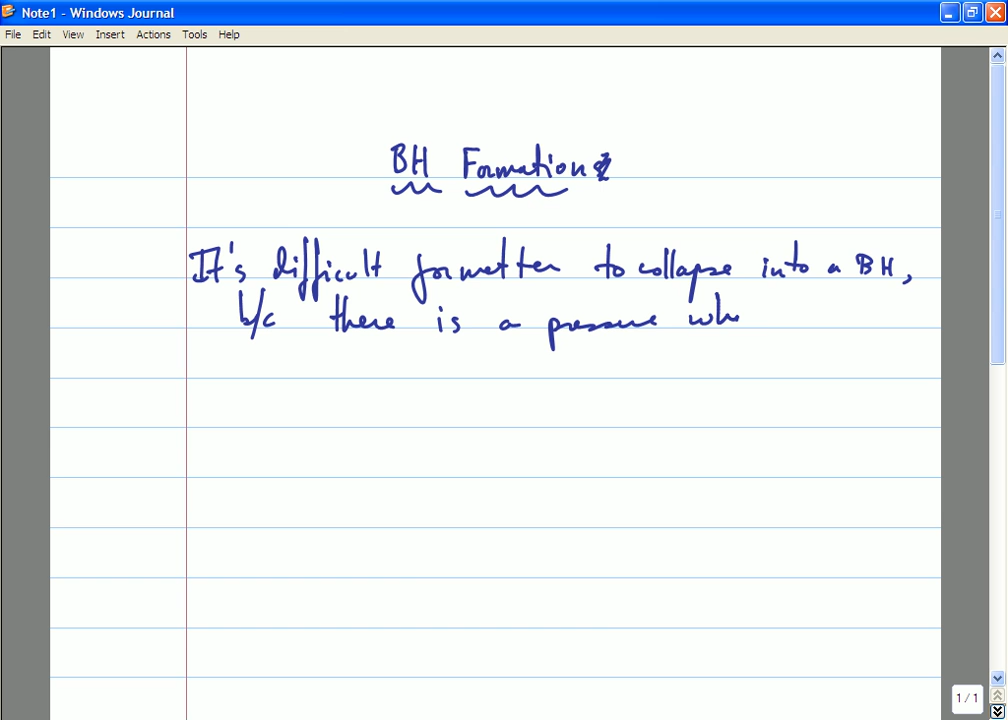 Note1 - Windows Journal
File Edit View Insert Actions Tools Help
BH Formation
It's difficult for matter to collapse into a BH,
b/c there is a pressure whe
1 / 1